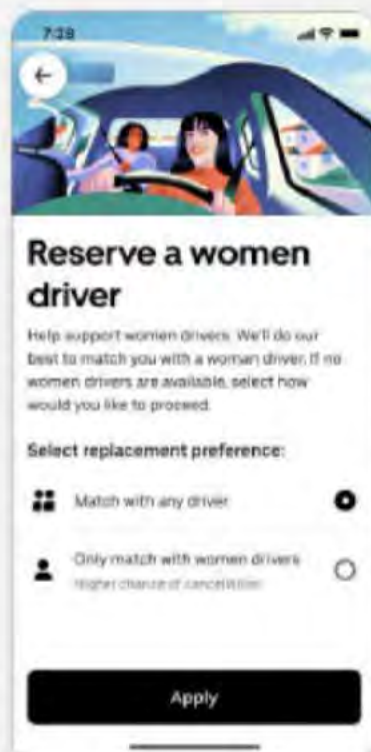 7:28
Reserve a women
driver
Help support women drivers. We'll do our
best to match you with a woman driver. If no
women drivers are available, select how
would you like to proceed.
Select replacement preference:
Match with any driver
Only match with women drivers
Higher chance of cancellation
Apply